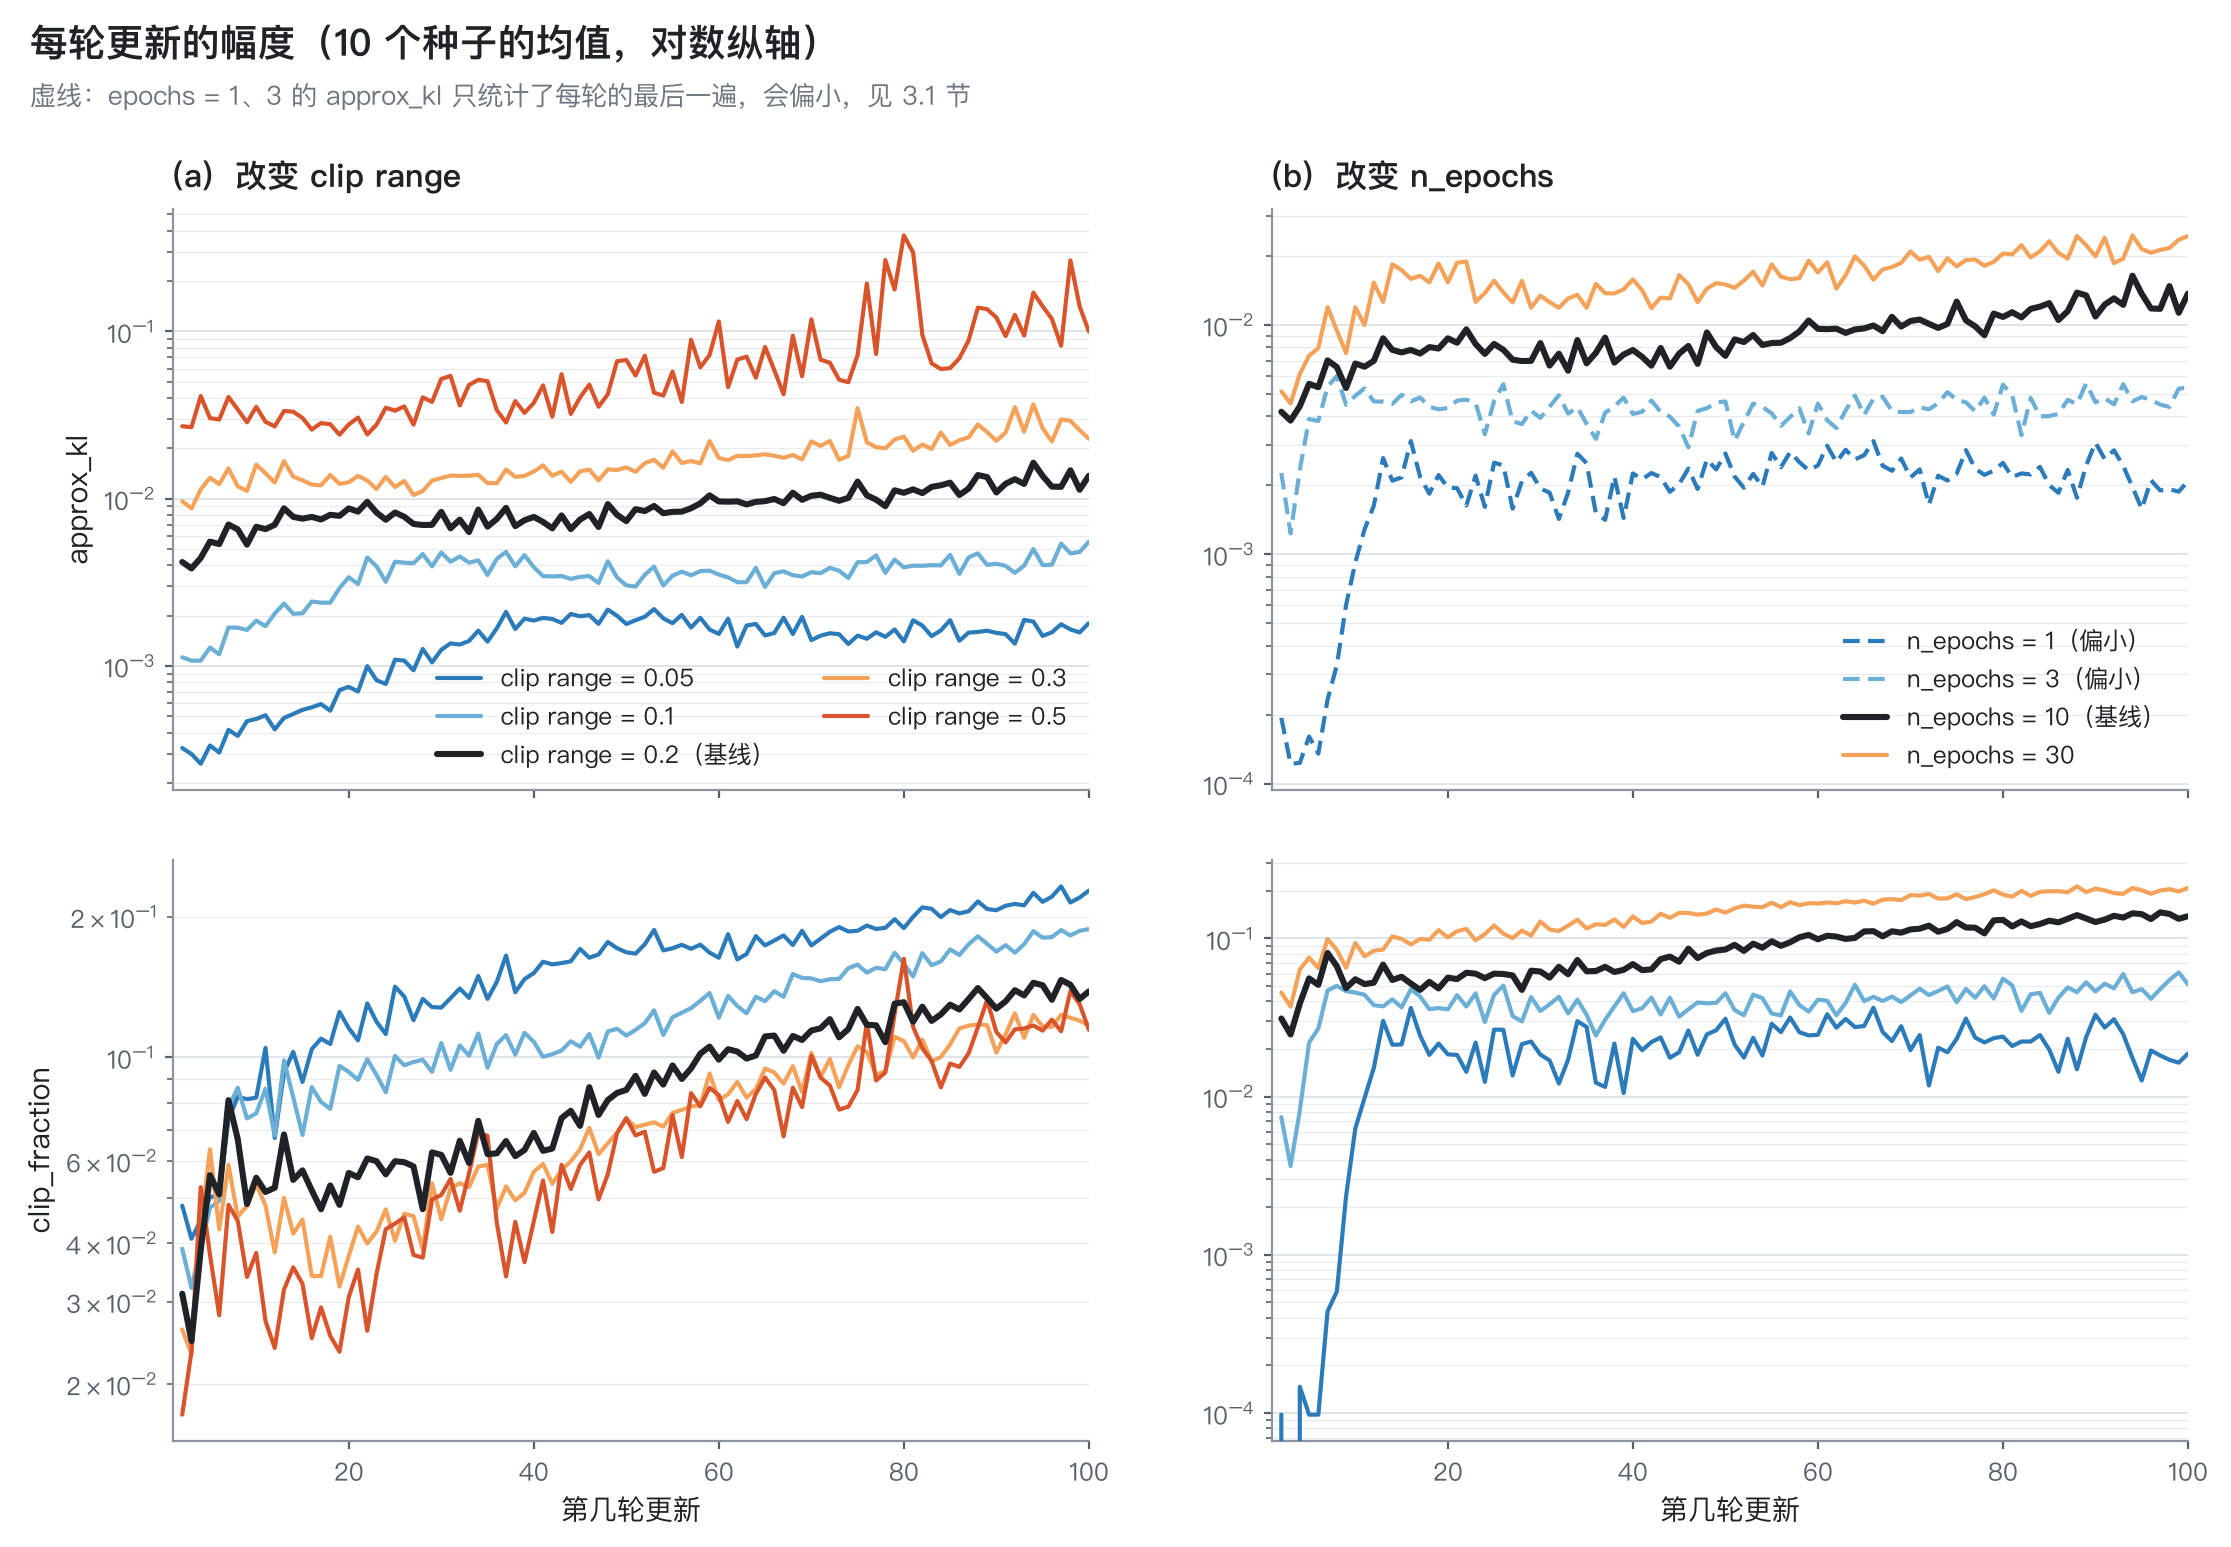 每轮更新的幅度（10 个种子的均值，对数纵轴）
虚线：epochs = 1、3 的 approx_kl 只统计了每轮的最后一遍，会偏小，见 3.1 节
(a) 改变 clip range
approx_kl
10⁻¹
10⁻²
10⁻³
clip range = 0.05
clip range = 0.1
clip range = 0.2（基线）
clip range = 0.3
clip range = 0.5
(b) 改变 n_epochs
10⁻²
10⁻³
10⁻⁴
n_epochs = 1（偏小）
n_epochs = 3（偏小）
n_epochs = 10（基线）
n_epochs = 30
clip_fraction
2 × 10⁻¹
10⁻¹
6 × 10⁻²
4 × 10⁻²
3 × 10⁻²
2 × 10⁻²
20 40 60 80 100
第几轮更新
10⁻¹
10⁻²
10⁻³
10⁻⁴
20 40 60 80 100
第几轮更新